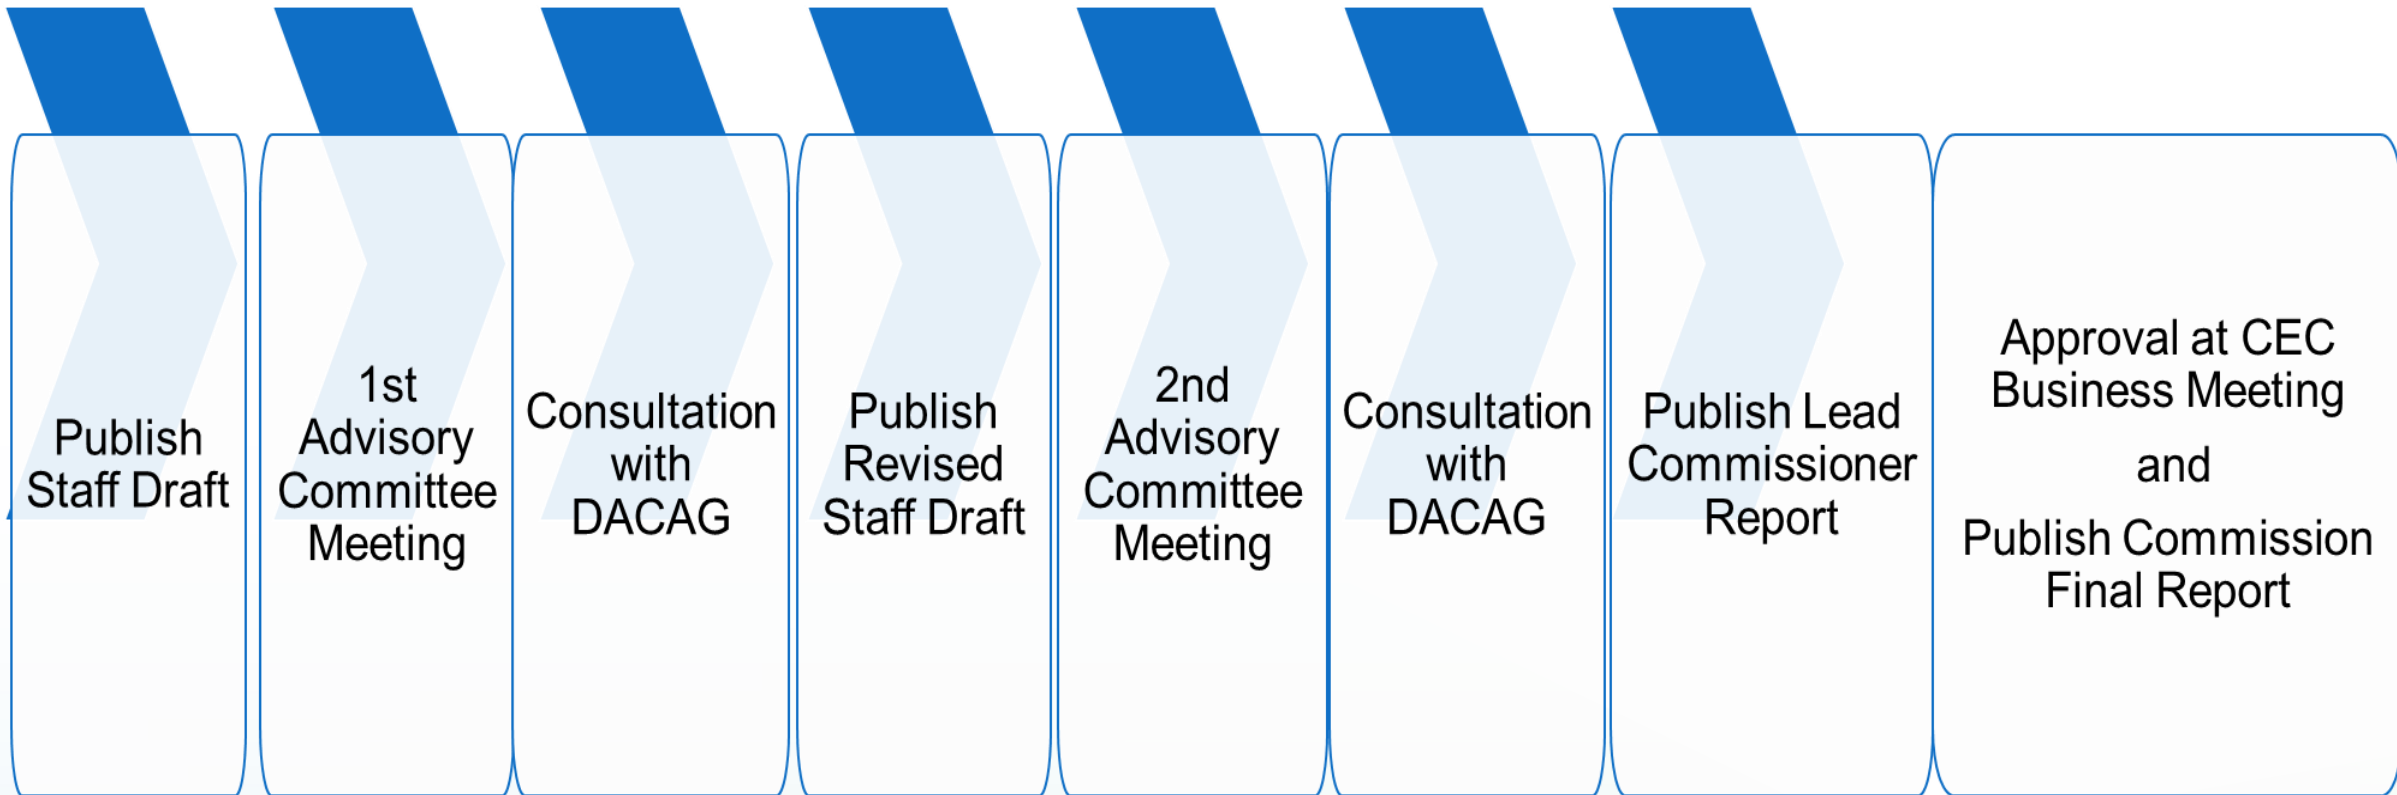 Publish
Staff Draft
1st
Advisory
Committee
Meeting
Consultation
with
DACAG
Publish
Revised
Staff Draft
2nd
Advisory
Committee
Meeting
Consultation
with
DACAG
Publish Lead
Commissioner
Report
Approval at CEC
Business Meeting
and
Publish Commission
Final Report